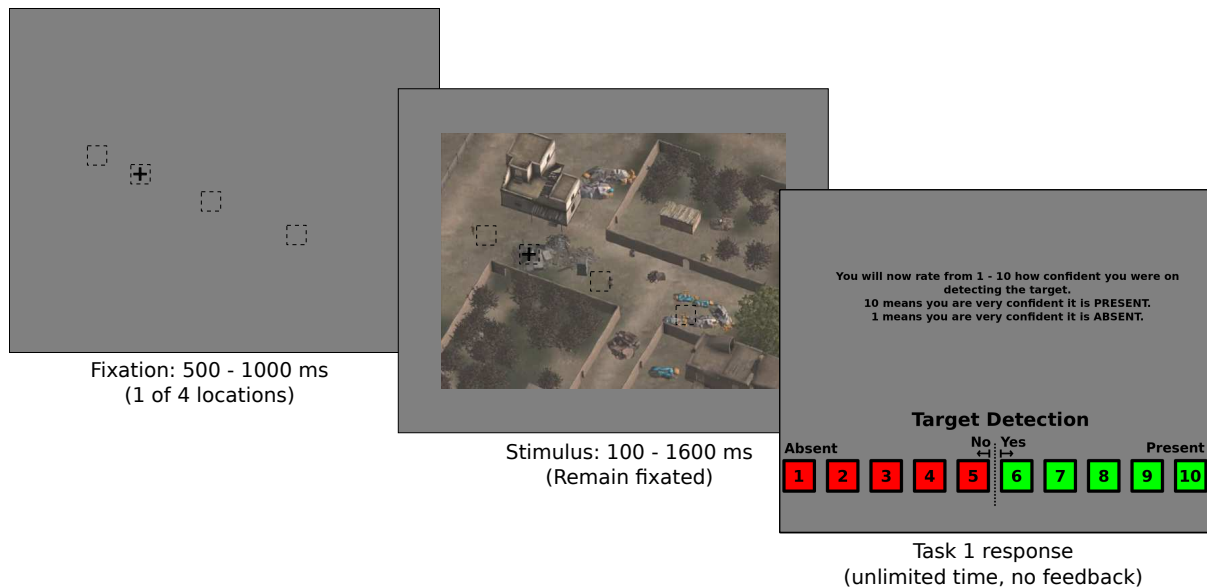 Fixation: 500 - 1000 ms
(1 of 4 locations)
Stimulus: 100 - 1600 ms
(Remain fixated)
You will now rate from 1 - 10 how confident you were on
detecting the target.
10 means you are very confident it is PRESENT.
1 means you are very confident it is ABSENT.
Target Detection
Absent No Yes Present
1 2 3 4 5 6 7 8 9 10
Task 1 response
(unlimited time, no feedback)